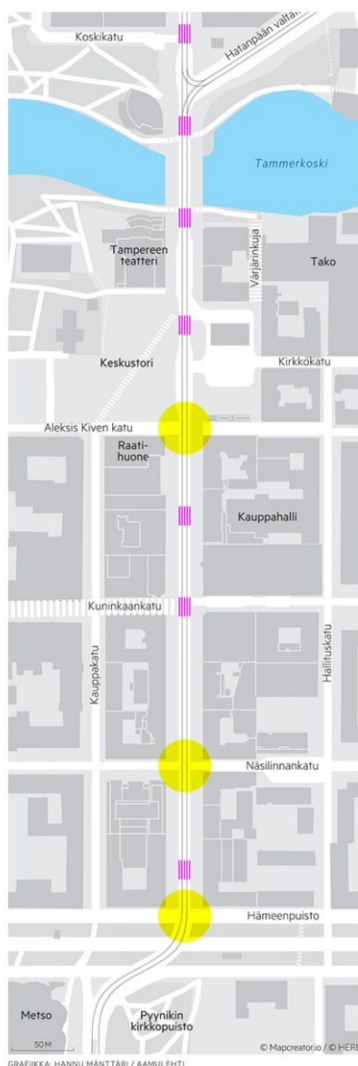 Koskikatu
Hatanpään valtat
Tammerkoski
Tampereen
teatteri
Värjärinkuja
Tako
Keskustori
Kirkkokatu
Aleksis Kiven katu
Raati-
huone
Kauppahalli
Kuninkaankatu
Kauppakatu
Hallituskatu
Näsilinnankatu
Hämeenpuisto
Metso
Pyynikin
kirkkopuisto
50 M
© Mapcreator.io / © HERE
GRAFIIKKA: HANNU MÄNTTÄRI / AAMULEHTI